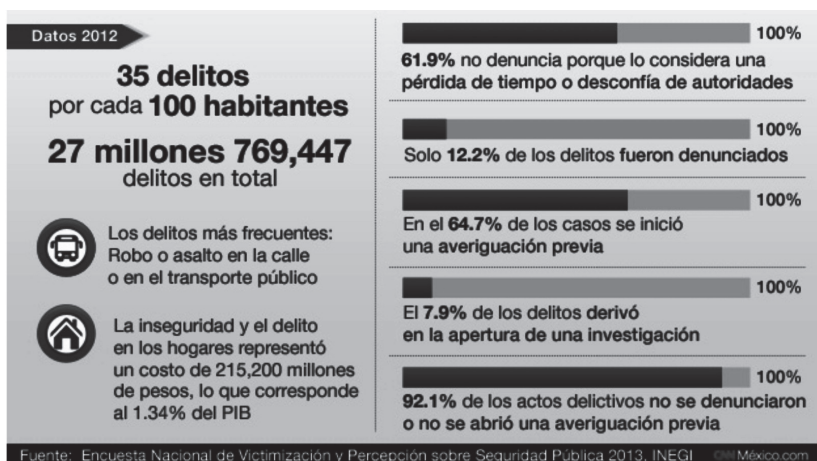 Datos 2012
35 delitos
por cada 100 habitantes
27 millones 769,447
delitos en total
Los delitos más frecuentes:
Robo o asalto en la calle
o en el transporte público
La inseguridad y el delito
en los hogares representó
un costo de 215,200 millones
de pesos, lo que corresponde
al 1.34% del PIB
100%
61.9% no denuncia porque lo considera una
pérdida de tiempo o desconfía de autoridades
100%
Solo 12.2% de los delitos fueron denunciados
100%
En el 64.7% de los casos se inició
una averiguación previa
100%
El 7.9% de los delitos derivó
en la apertura de una investigación
100%
92.1% de los actos delictivos no se denunciaron
o no se abrió una averiguación previa
Fuente: Encuesta Nacional de Victimización y Percepción sobre Seguridad Pública 2013, INEGI CNNMéxico.com